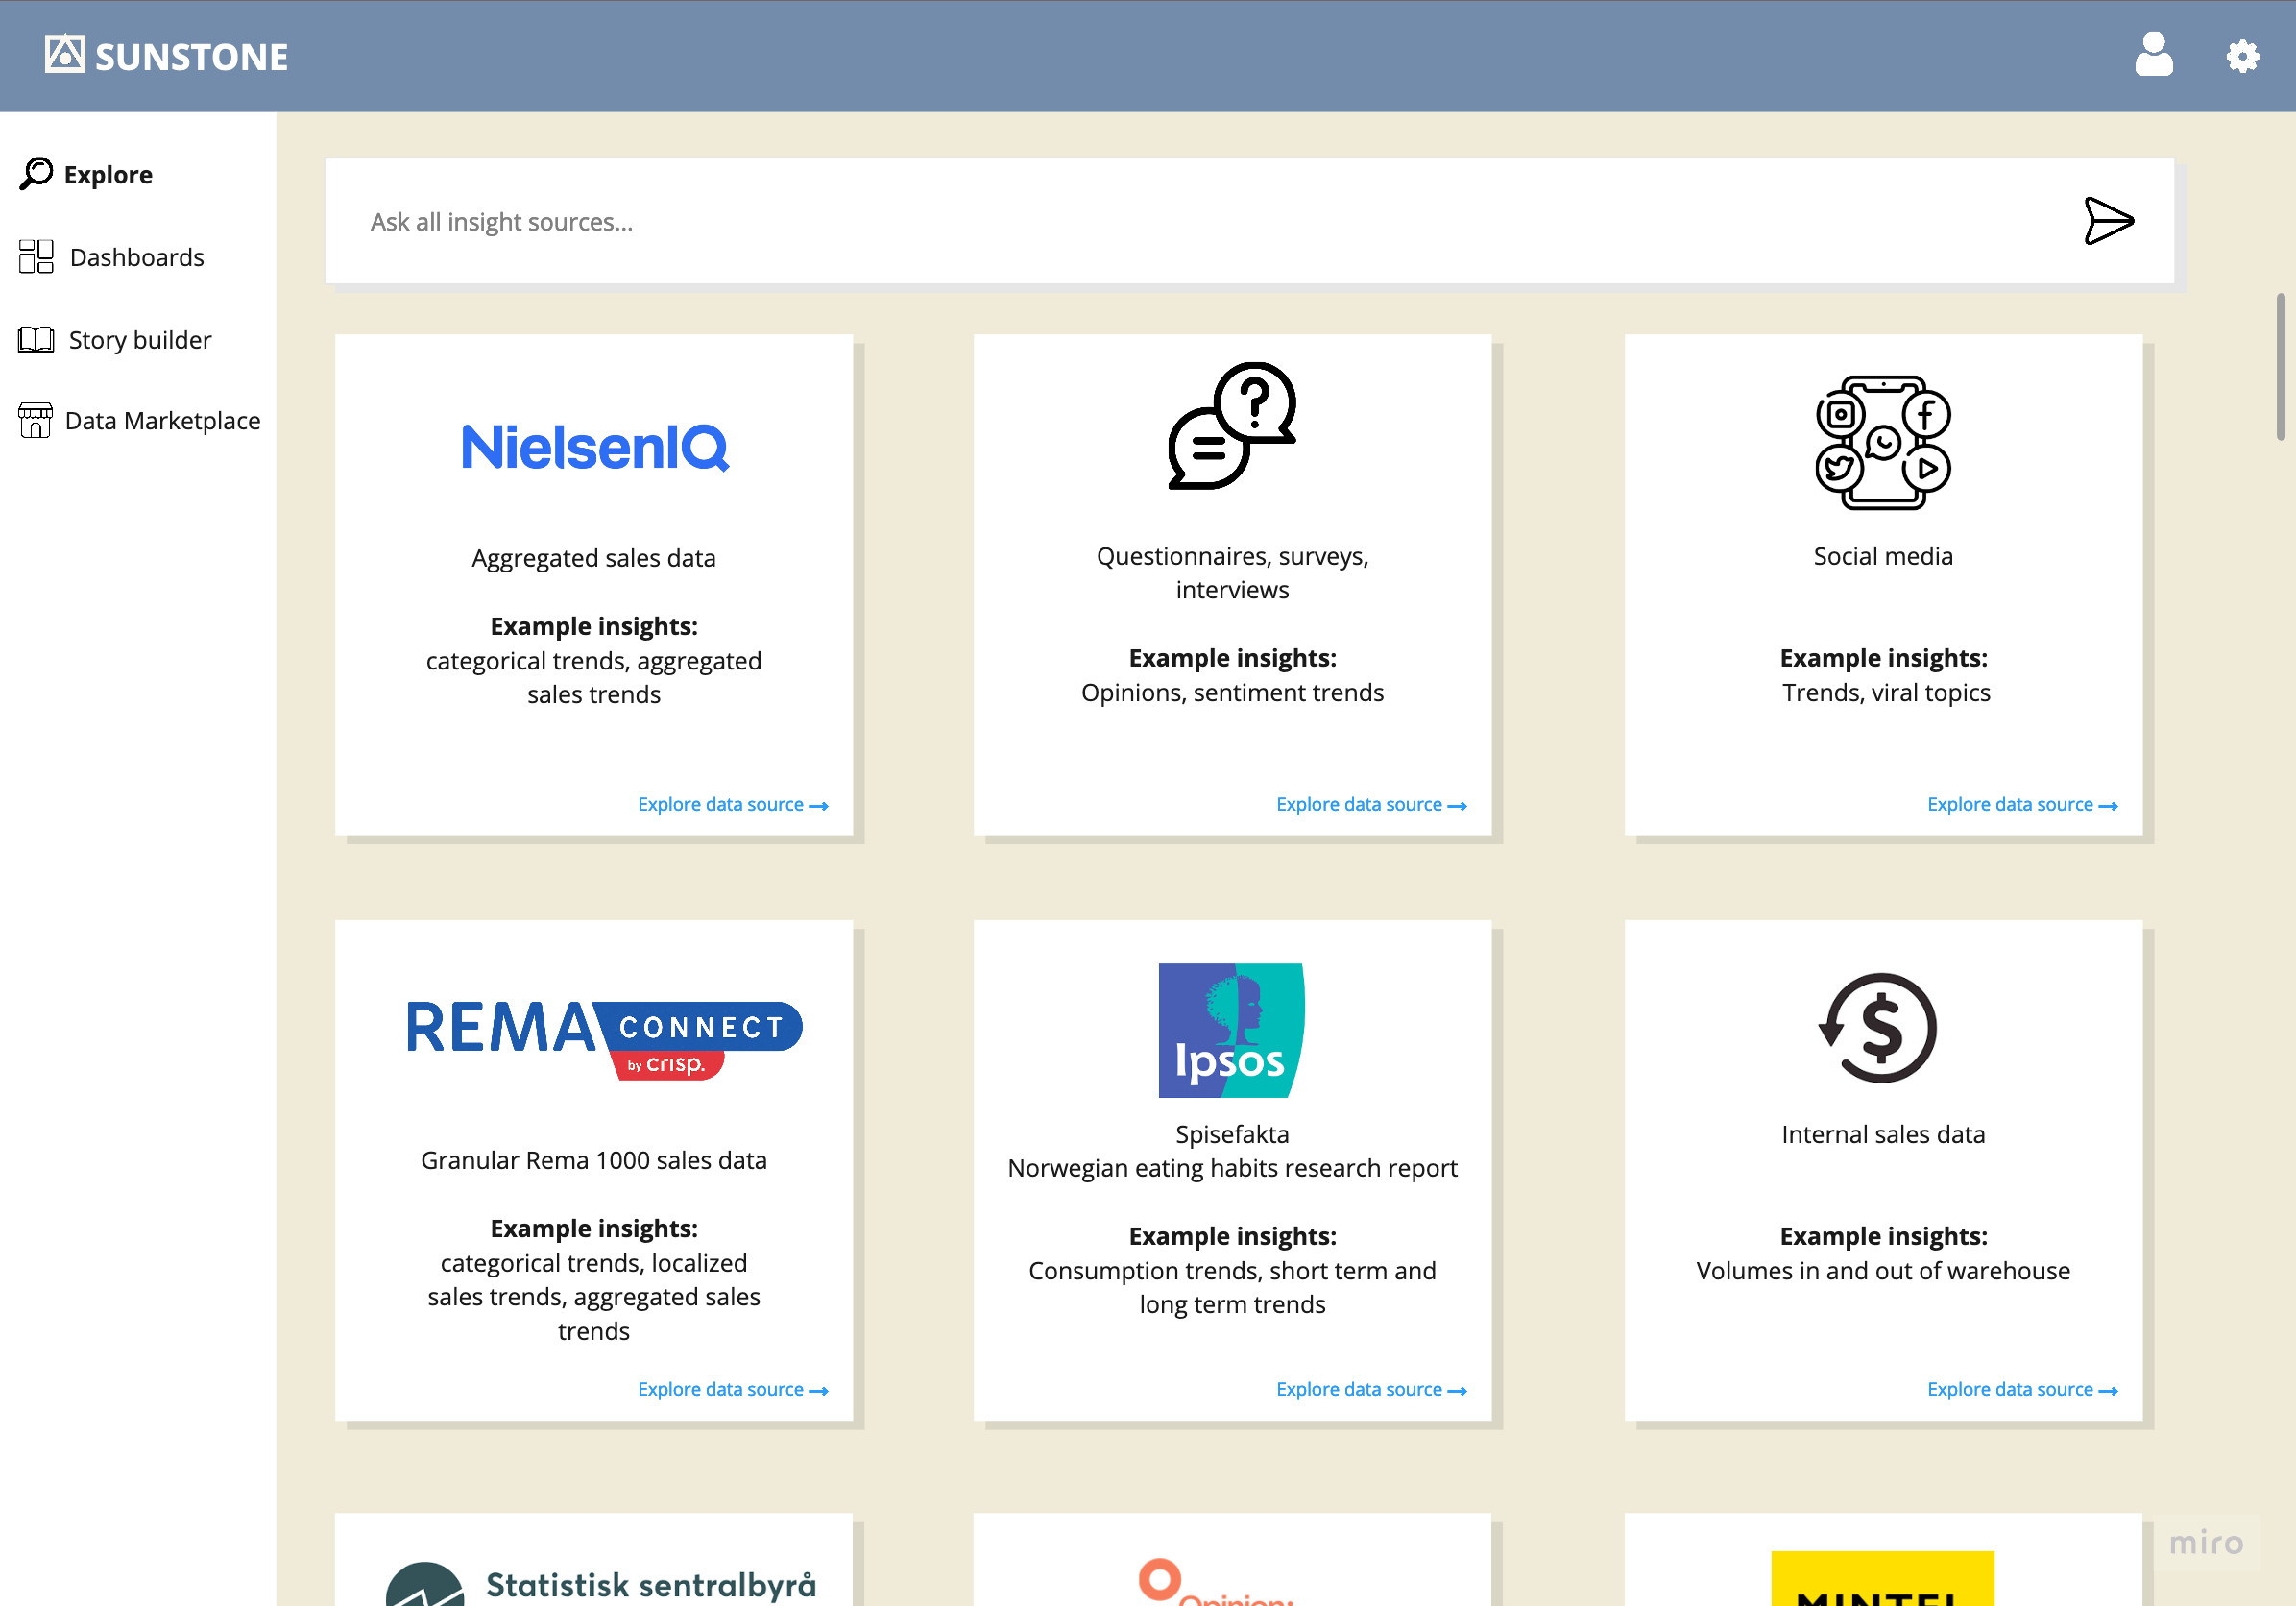 SUNSTONE
Explore
Dashboards
Story builder
Data Marketplace
Ask all insight sources...
NielsenIQ
Aggregated sales data
Example insights:
categorical trends, aggregated
sales trends
Explore data source
Questionnaires, surveys,
interviews
Example insights:
Opinions, sentiment trends
Explore data source
Social media
Example insights:
Trends, viral topics
Explore data source
REMA CONNECT
by crisp.
Granular Rema 1000 sales data
Example insights:
categorical trends, localized
sales trends, aggregated sales
trends
Explore data source
Ipsos
Spisefakta
Norwegian eating habits research report
Example insights:
Consumption trends, short term and
long term trends
Explore data source
Internal sales data
Example insights:
Volumes in and out of warehouse
Explore data source
Statistisk sentralbyrå
Opinion:
MINTEL
miro